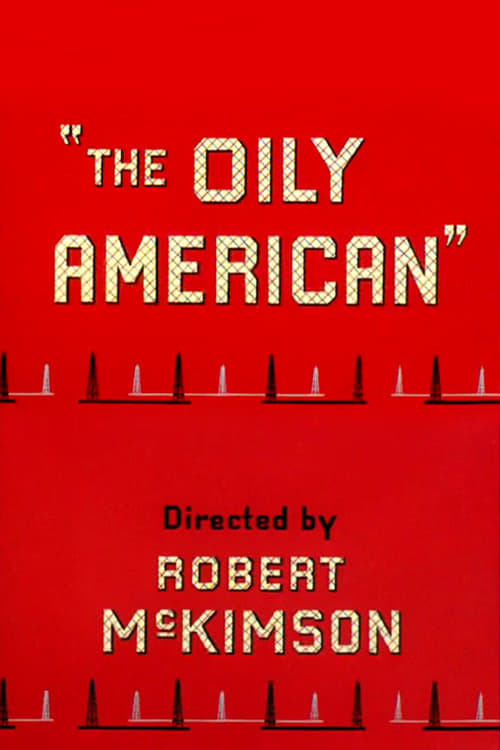 "THE OILY
AMERICAN"
Directed by
ROBERT
McKIMSON